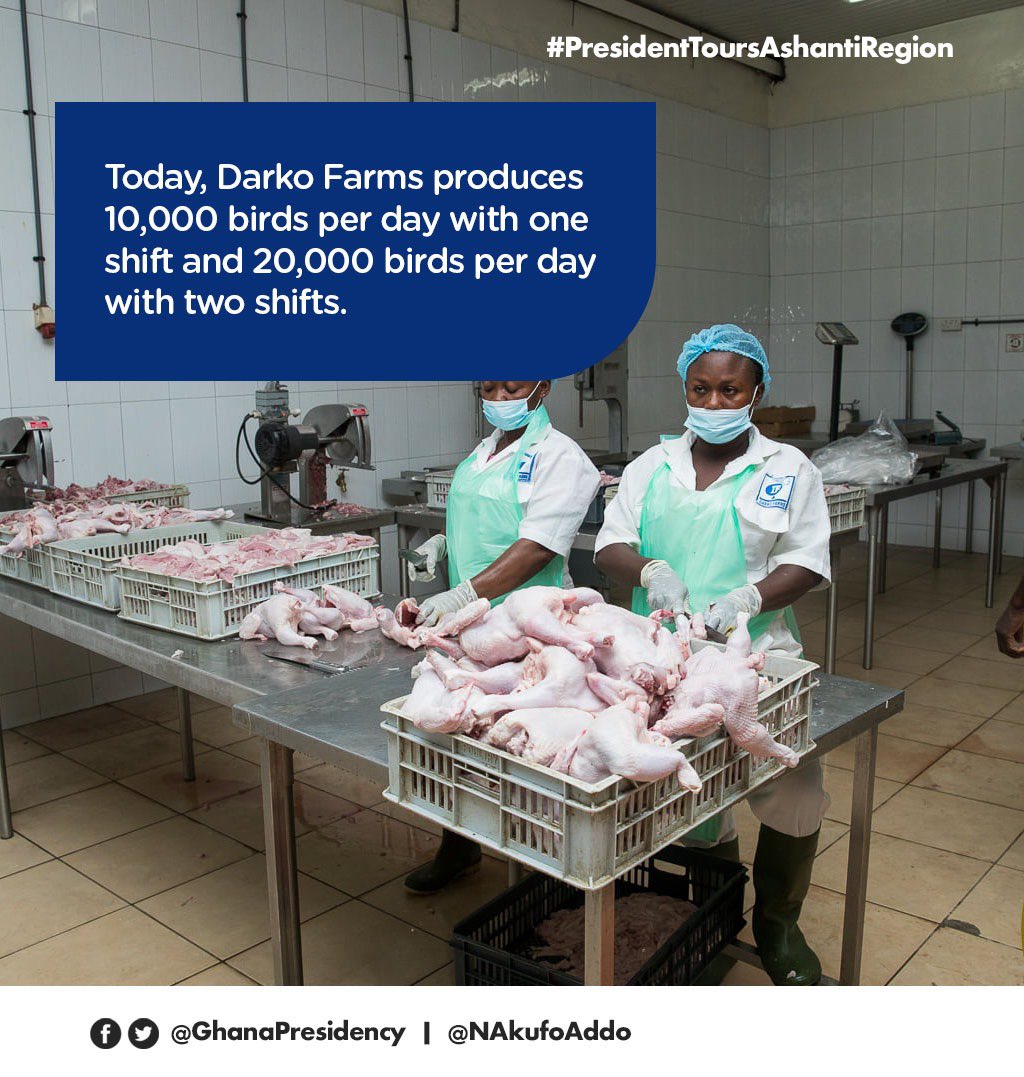 #PresidentToursAshantiRegion
Today, Darko Farms produces
10,000 birds per day with one
shift and 20,000 birds per day
with two shifts.
@GhanaPresidency | @NAkufoAddo